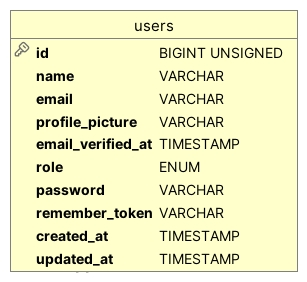 users
id BIGINT UNSIGNED
name VARCHAR
email VARCHAR
profile_picture VARCHAR
email_verified_at TIMESTAMP
role ENUM
password VARCHAR
remember_token VARCHAR
created_at TIMESTAMP
updated_at TIMESTAMP